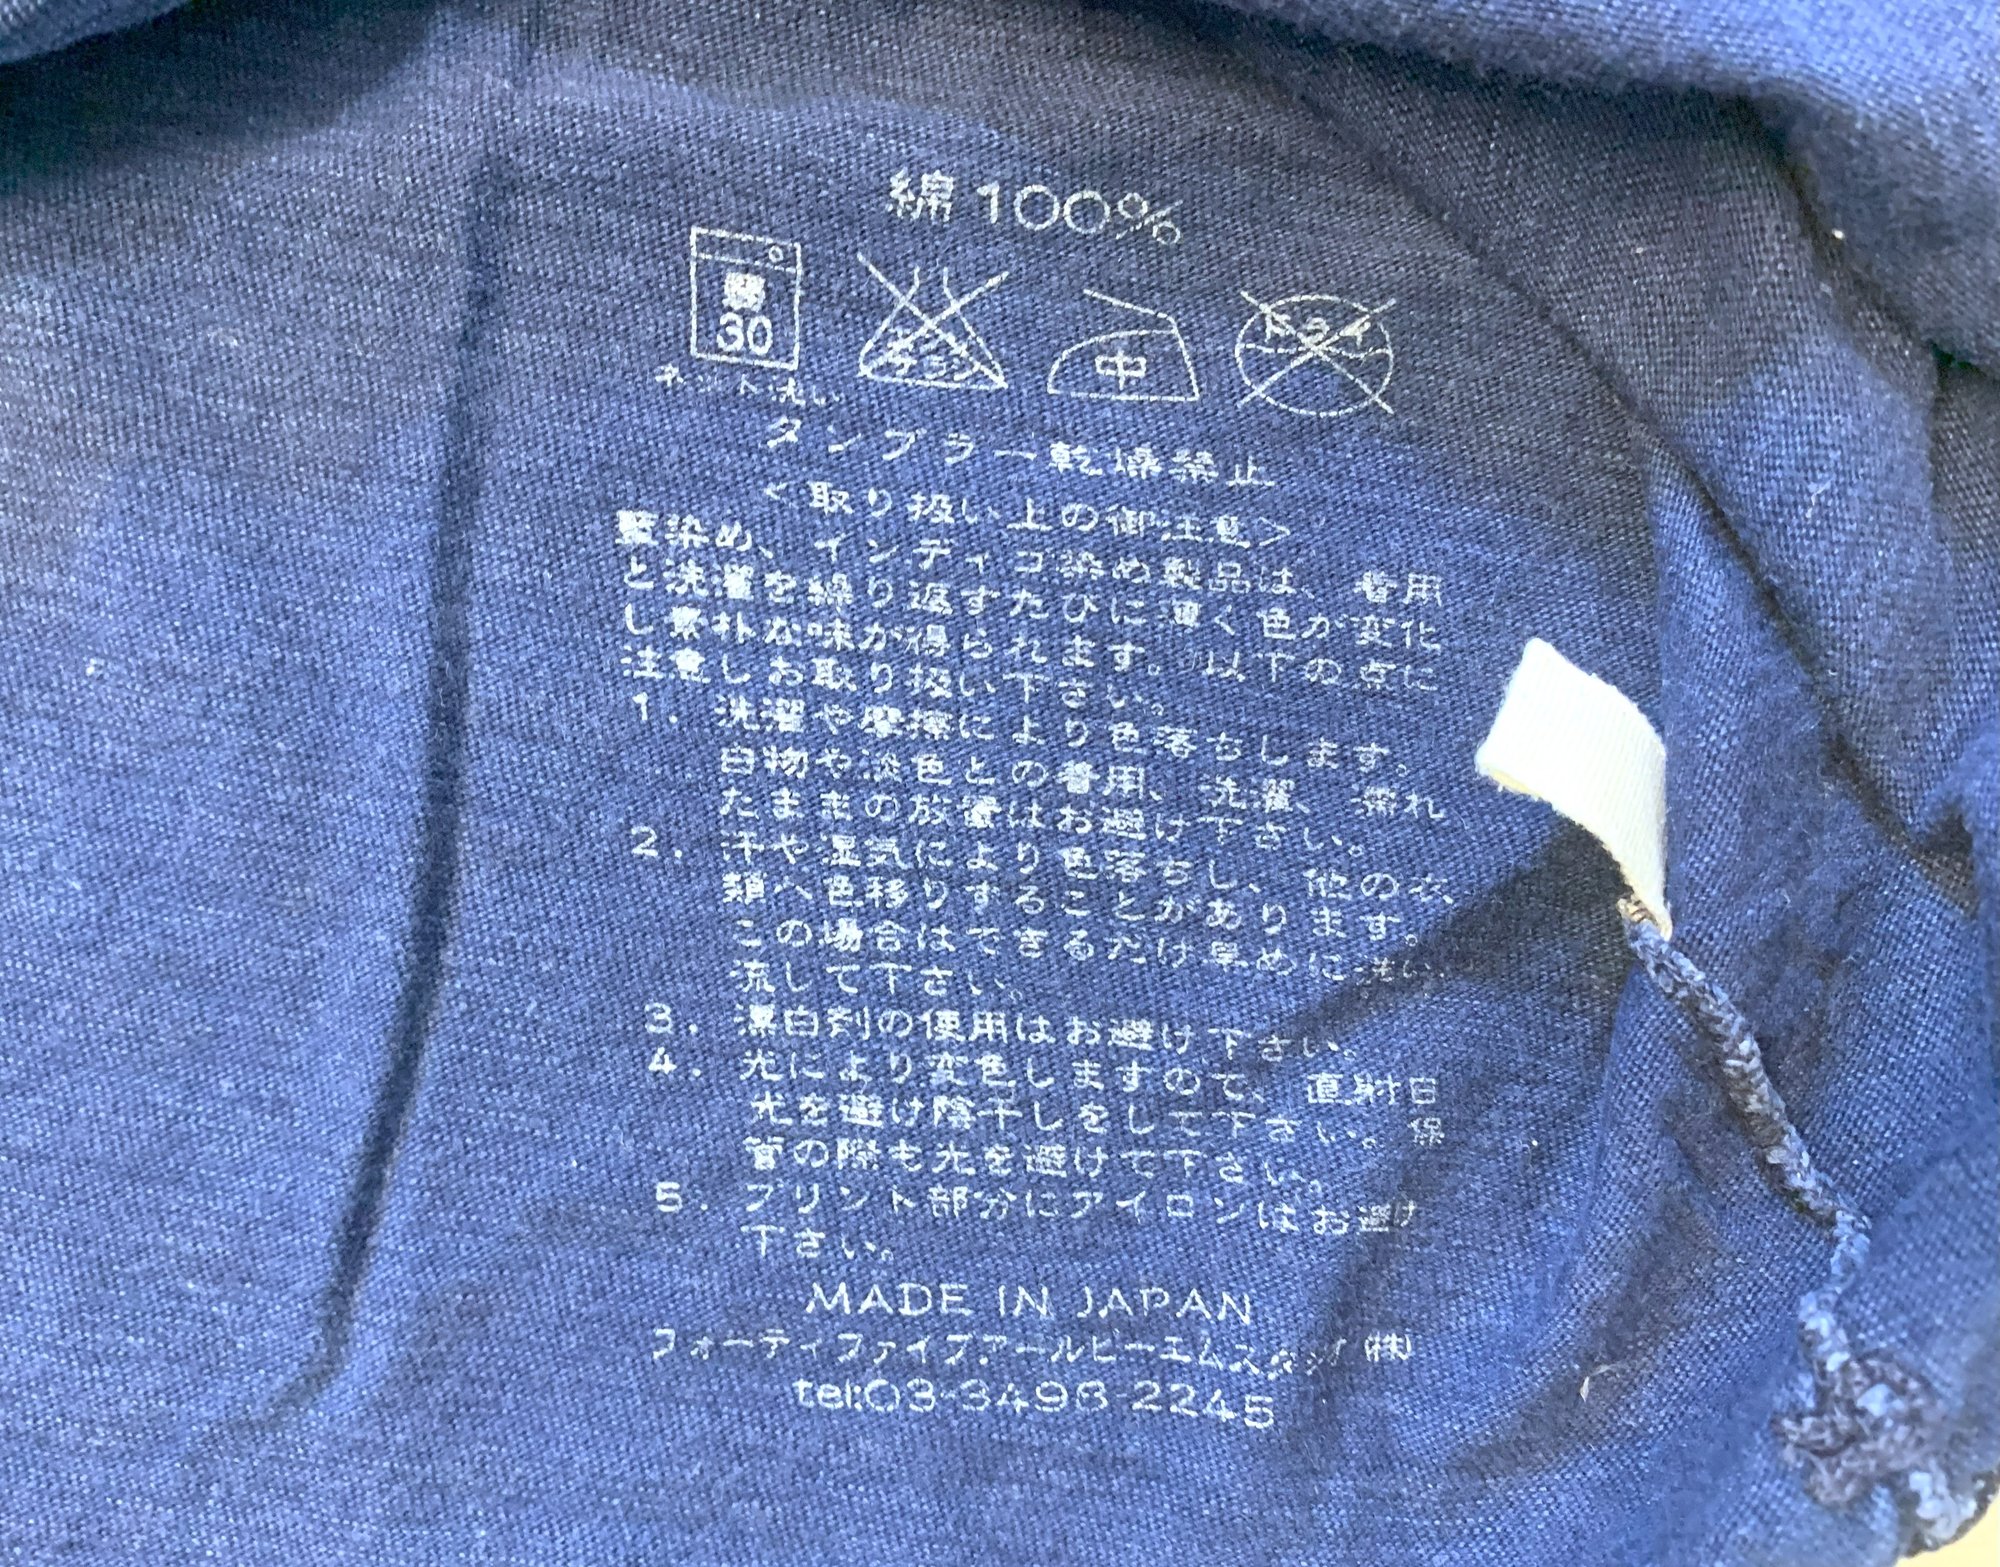 綿100%
弱
30
ネット洗い
エンソ
サラシ
中
ドライ
タンブラー乾燥禁止
<取り扱い上の御注意>
藍染め、インディゴ染め製品は、着用
と洗濯を繰り返すたびに薄く色が変化
し素朴な味が得られます。以下の点に
注意しお取り扱い下さい。
1. 洗濯や摩擦により色落ちします。
白物や淡色との着用、洗濯、濡れ
たままの放置はお避け下さい。
2. 汗や湿気により色落ちし、他の衣
類へ色移りすることがあります。
この場合はできるだけ早めに洗い
流して下さい。
3. 漂白剤の使用はお避け下さい。
4. 光により変色しますので、直射日
光を避け陰干しをして下さい。保
管の際も光を避けて下さい。
5. プリント部分にアイロンはお避け
下さい。
MADE IN JAPAN
フォーティファイブアールピーエムスタジオ(株)
tel:03-3498-2245